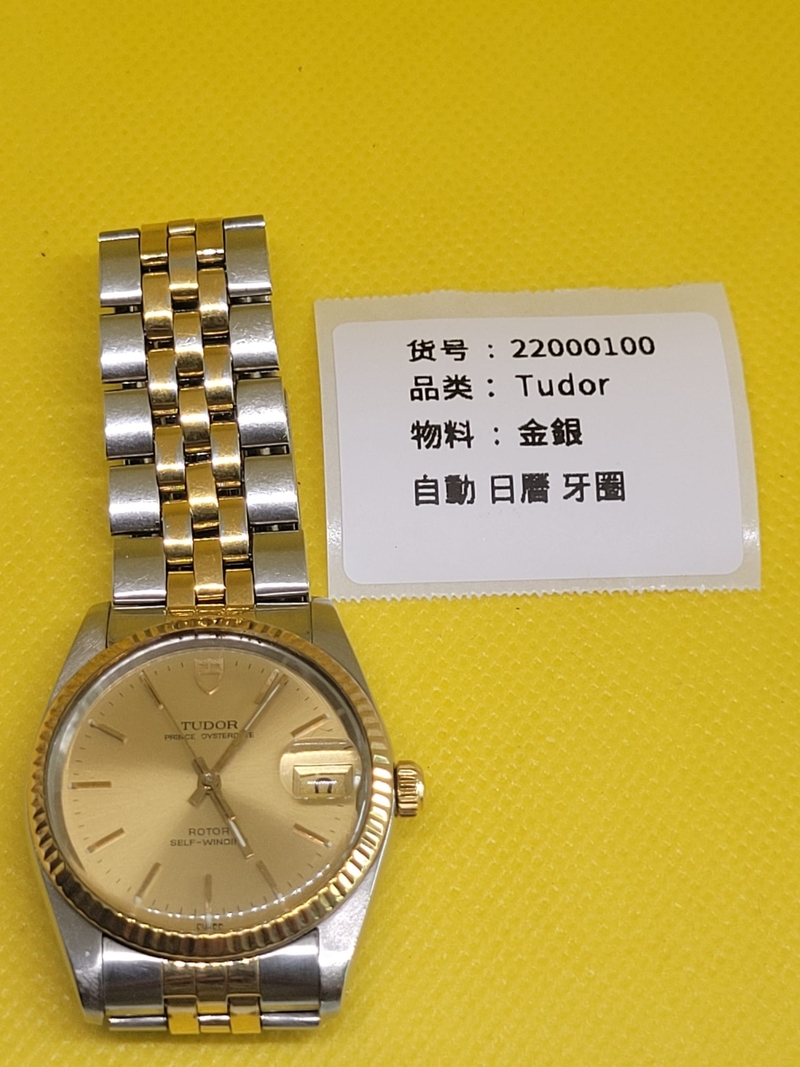 货号：22000100
品类：Tudor
物料：金銀
自動 日曆 牙圈
TUDOR
PRINCE OYSTERDATE
17
ROTOR
SELF-WINDING